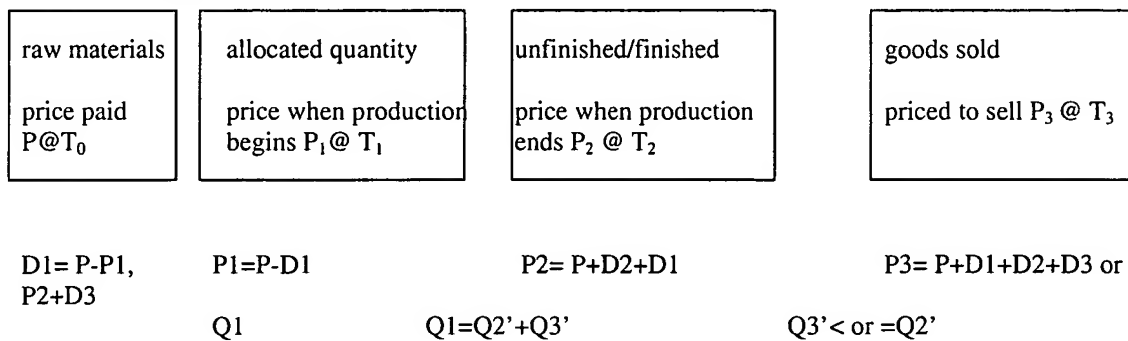 raw materials
price paid
P@T₀
allocated quantity
price when production
begins P₁@ T₁
unfinished/finished
price when production
ends P₂ @ T₂
goods sold
priced to sell P₃ @ T₃
D1= P-P1, P1=P-D1 P2= P+D2+D1 P3= P+D1+D2+D3 or
P2+D3
Q1 Q1=Q2'+Q3' Q3'< or =Q2'